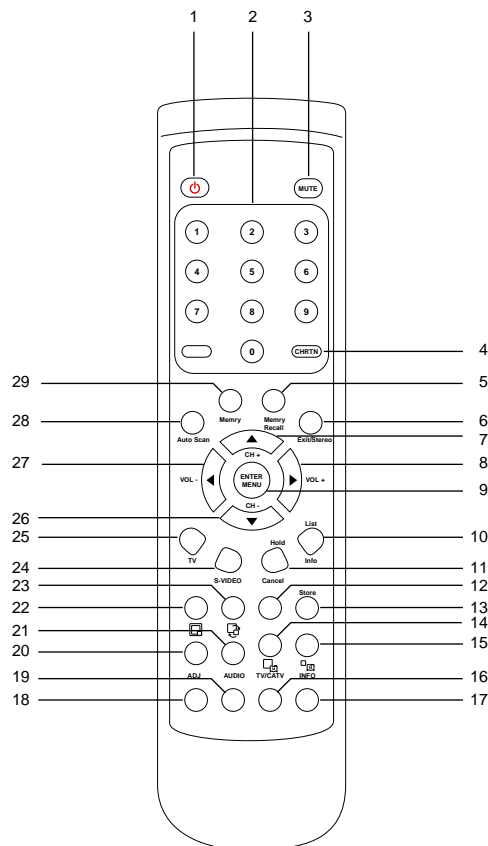 1 2 3
MUTE
1 2 3
4 5 6
7 8 9
0 CHRTN
4
29 5
Memry Memry Recall
28 6
Auto Scan Exit/Stereo
7
27 CH + 8
VOL - ENTER MENU VOL +
9
CH -
26
25 List 10
TV Hold Info
24 11
S-VIDEO Cancel
23 12
22 Store 13
21 14
20 15
19 ADJ AUDIO TV/CATV INFO 16
18 17